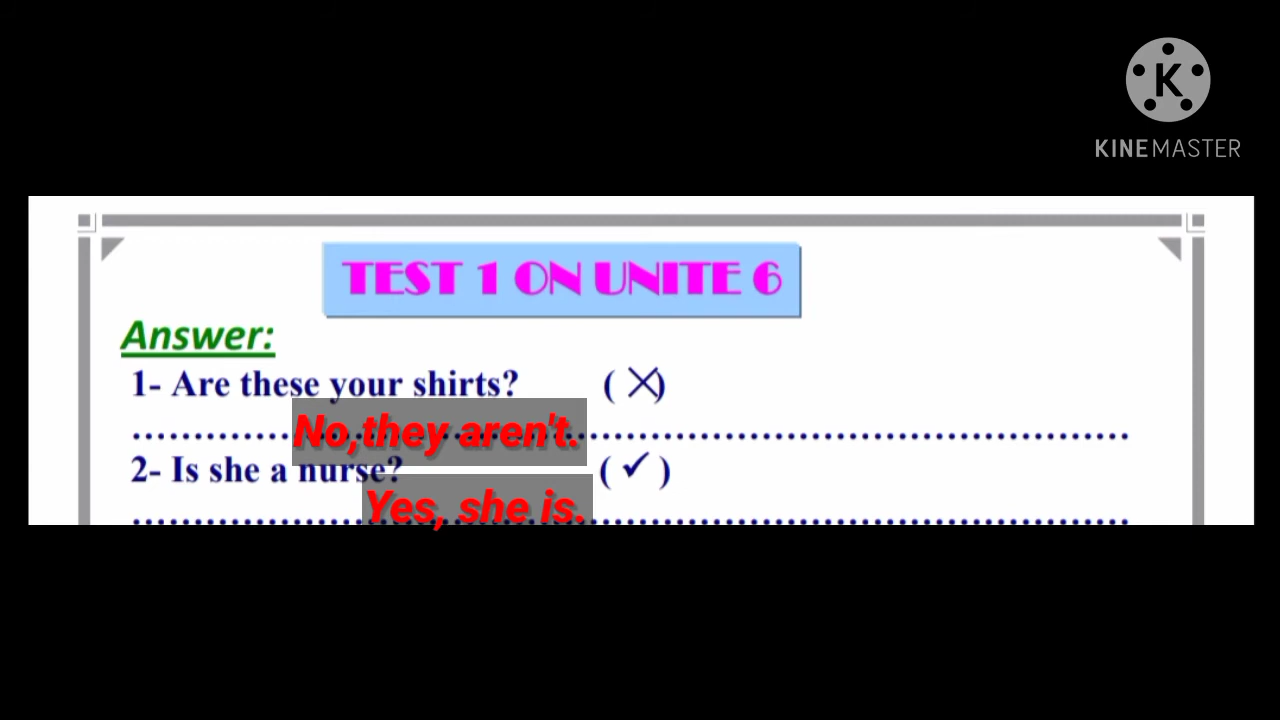 K
KINEMASTER
TEST 1 ON UNITE 6
Answer:
1- Are these your shirts? ( ✗)
No,they aren't.
2- Is she a nurse? ( ✓ )
Yes, she is.